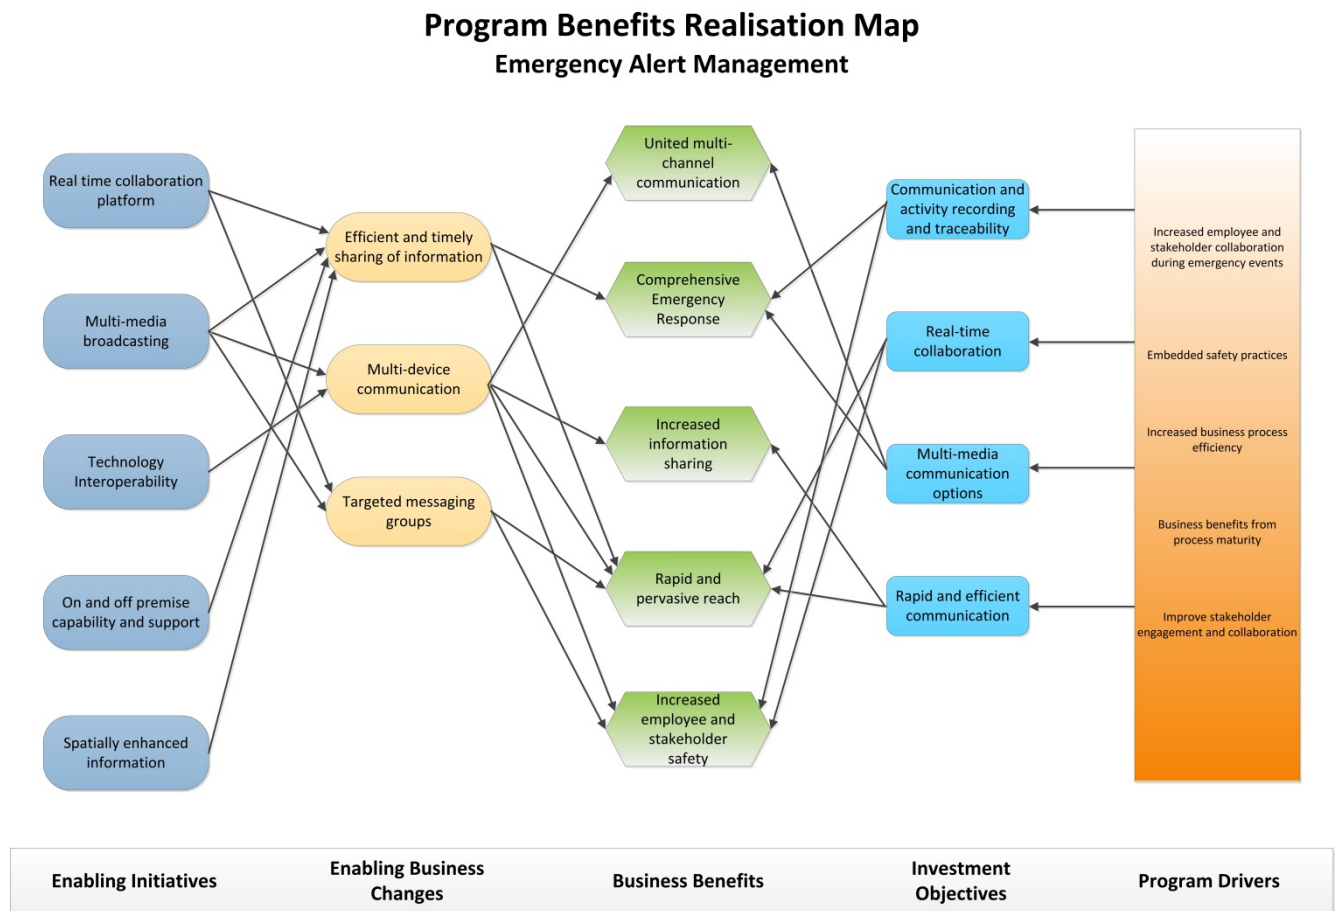 Program Benefits Realisation Map
Emergency Alert Management
Real time collaboration
platform
Multi-media
broadcasting
Technology
Interoperability
On and off premise
capability and support
Spatially enhanced
information
Efficient and timely
sharing of information
Multi-device
communication
Targeted messaging
groups
United multi-
channel
communication
Comprehensive
Emergency
Response
Increased
information
sharing
Rapid and
pervasive reach
Increased
employee and
stakeholder
safety
Communication and
activity recording
and traceability
Real-time
collaboration
Multi-media
communication
options
Rapid and efficient
communication
Increased employee and
stakeholder collaboration
during emergency events
Embedded safety practices
Increased business process
efficiency
Business benefits from
process maturity
Improve stakeholder
engagement and collaboration
Enabling Initiatives
Enabling Business
Changes
Business Benefits
Investment
Objectives
Program Drivers